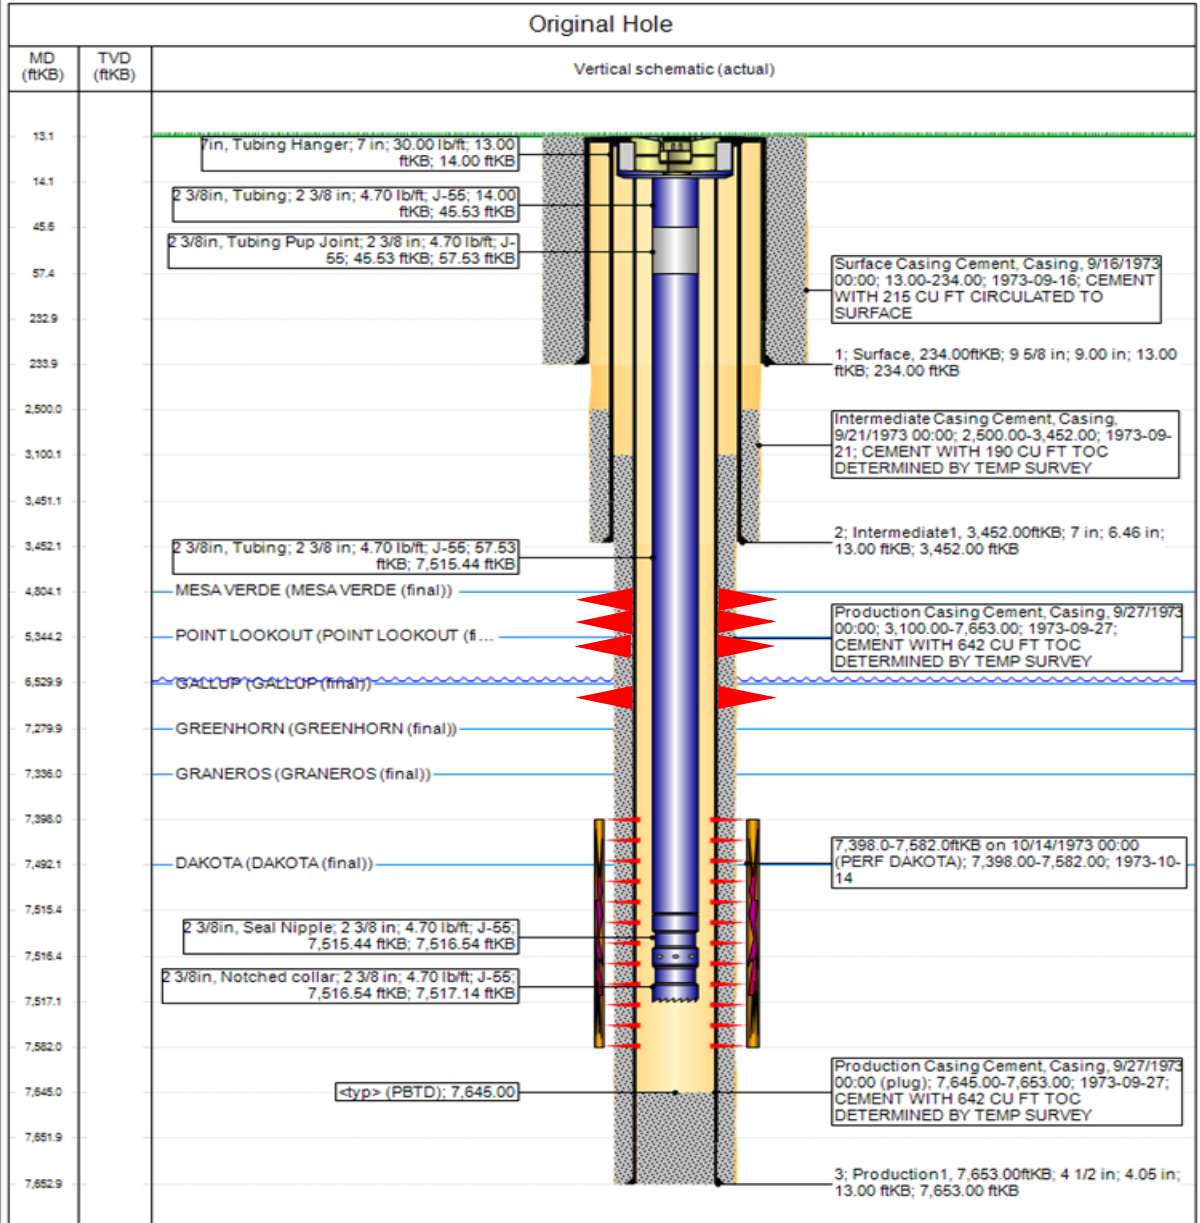 Original Hole
MD
(ftKB)
TVD
(ftKB)
Vertical schematic (actual)
13.1
14.1
45.6
57.4
232.9
233.9
2,500.0
3,100.1
3,451.1
3,452.1
4,804.1
5,344.2
6,529.9
7,279.9
7,336.0
7,398.0
7,492.1
7,515.4
7,516.4
7,517.1
7,582.0
7,645.0
7,651.9
7,652.9
7in, Tubing Hanger; 7 in; 30.00 lb/ft; 13.00
ftKB; 14.00 ftKB
2 3/8in, Tubing; 2 3/8 in; 4.70 lb/ft; J-55; 14.00
ftKB; 45.53 ftKB
2 3/8in, Tubing Pup Joint; 2 3/8 in; 4.70 lb/ft; J-
55; 45.53 ftKB; 57.53 ftKB
2 3/8in, Tubing; 2 3/8 in; 4.70 lb/ft; J-55; 57.53
ftKB; 7,515.44 ftKB
MESA VERDE (MESA VERDE (final))
POINT LOOKOUT (POINT LOOKOUT (fi...
GALLUP (GALLUP (final))
GREENHORN (GREENHORN (final))
GRANEROS (GRANEROS (final))
DAKOTA (DAKOTA (final))
2 3/8in, Seal Nipple; 2 3/8 in; 4.70 lb/ft; J-55;
7,515.44 ftKB; 7,516.54 ftKB
2 3/8in, Notched collar; 2 3/8 in; 4.70 lb/ft; J-55;
7,516.54 ftKB; 7,517.14 ftKB
<typ> (PBTD); 7,645.00
Surface Casing Cement, Casing, 9/16/1973
00:00; 13.00-234.00; 1973-09-16; CEMENT
WITH 215 CU FT CIRCULATED TO
SURFACE
1; Surface, 234.00ftKB; 9 5/8 in; 9.00 in; 13.00
ftKB; 234.00 ftKB
Intermediate Casing Cement, Casing,
9/21/1973 00:00; 2,500.00-3,452.00; 1973-09-
21; CEMENT WITH 190 CU FT TOC
DETERMINED BY TEMP SURVEY
2; Intermediate1, 3,452.00ftKB; 7 in; 6.46 in;
13.00 ftKB; 3,452.00 ftKB
Production Casing Cement, Casing, 9/27/1973
00:00; 3,100.00-7,653.00; 1973-09-27;
CEMENT WITH 642 CU FT TOC
DETERMINED BY TEMP SURVEY
7,398.0-7,582.0ftKB on 10/14/1973 00:00
(PERF DAKOTA); 7,398.00-7,582.00; 1973-10-
14
Production Casing Cement, Casing, 9/27/1973
00:00 (plug); 7,645.00-7,653.00; 1973-09-27;
CEMENT WITH 642 CU FT TOC
DETERMINED BY TEMP SURVEY
3; Production1, 7,653.00ftKB; 4 1/2 in; 4.05 in;
13.00 ftKB; 7,653.00 ftKB